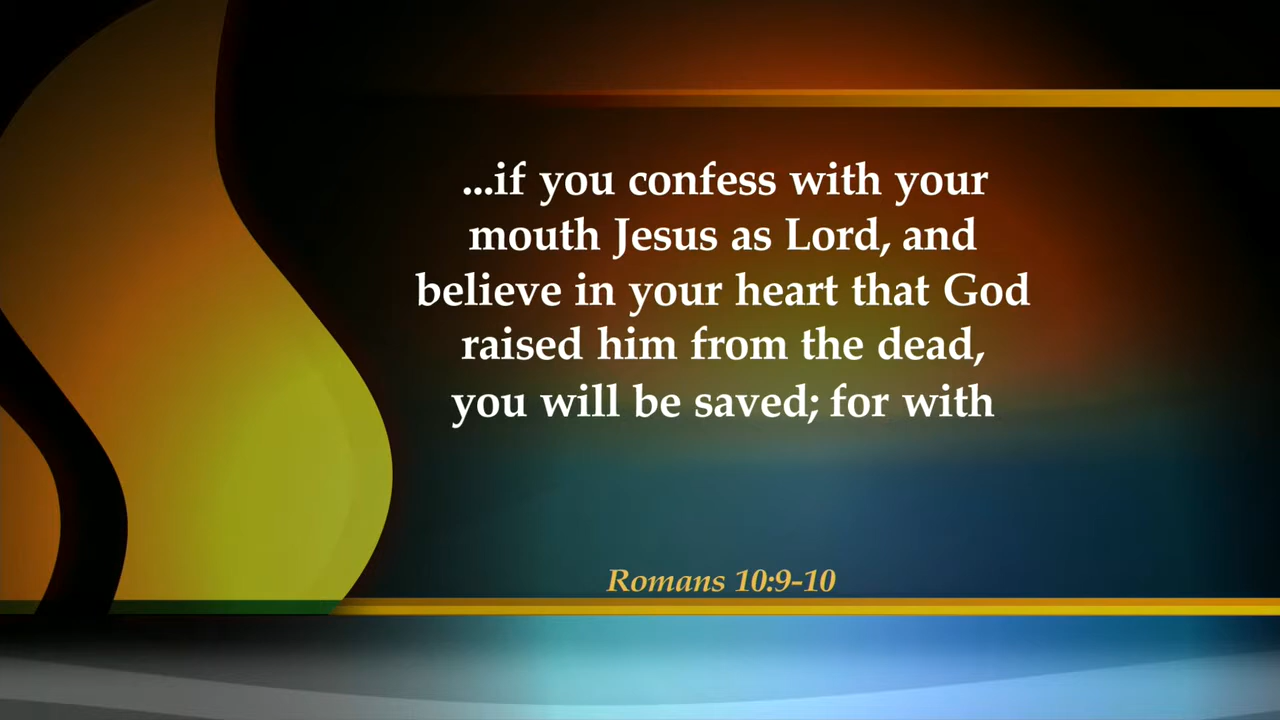 ...if you confess with your
mouth Jesus as Lord, and
believe in your heart that God
raised him from the dead,
you will be saved; for with
Romans 10:9-10